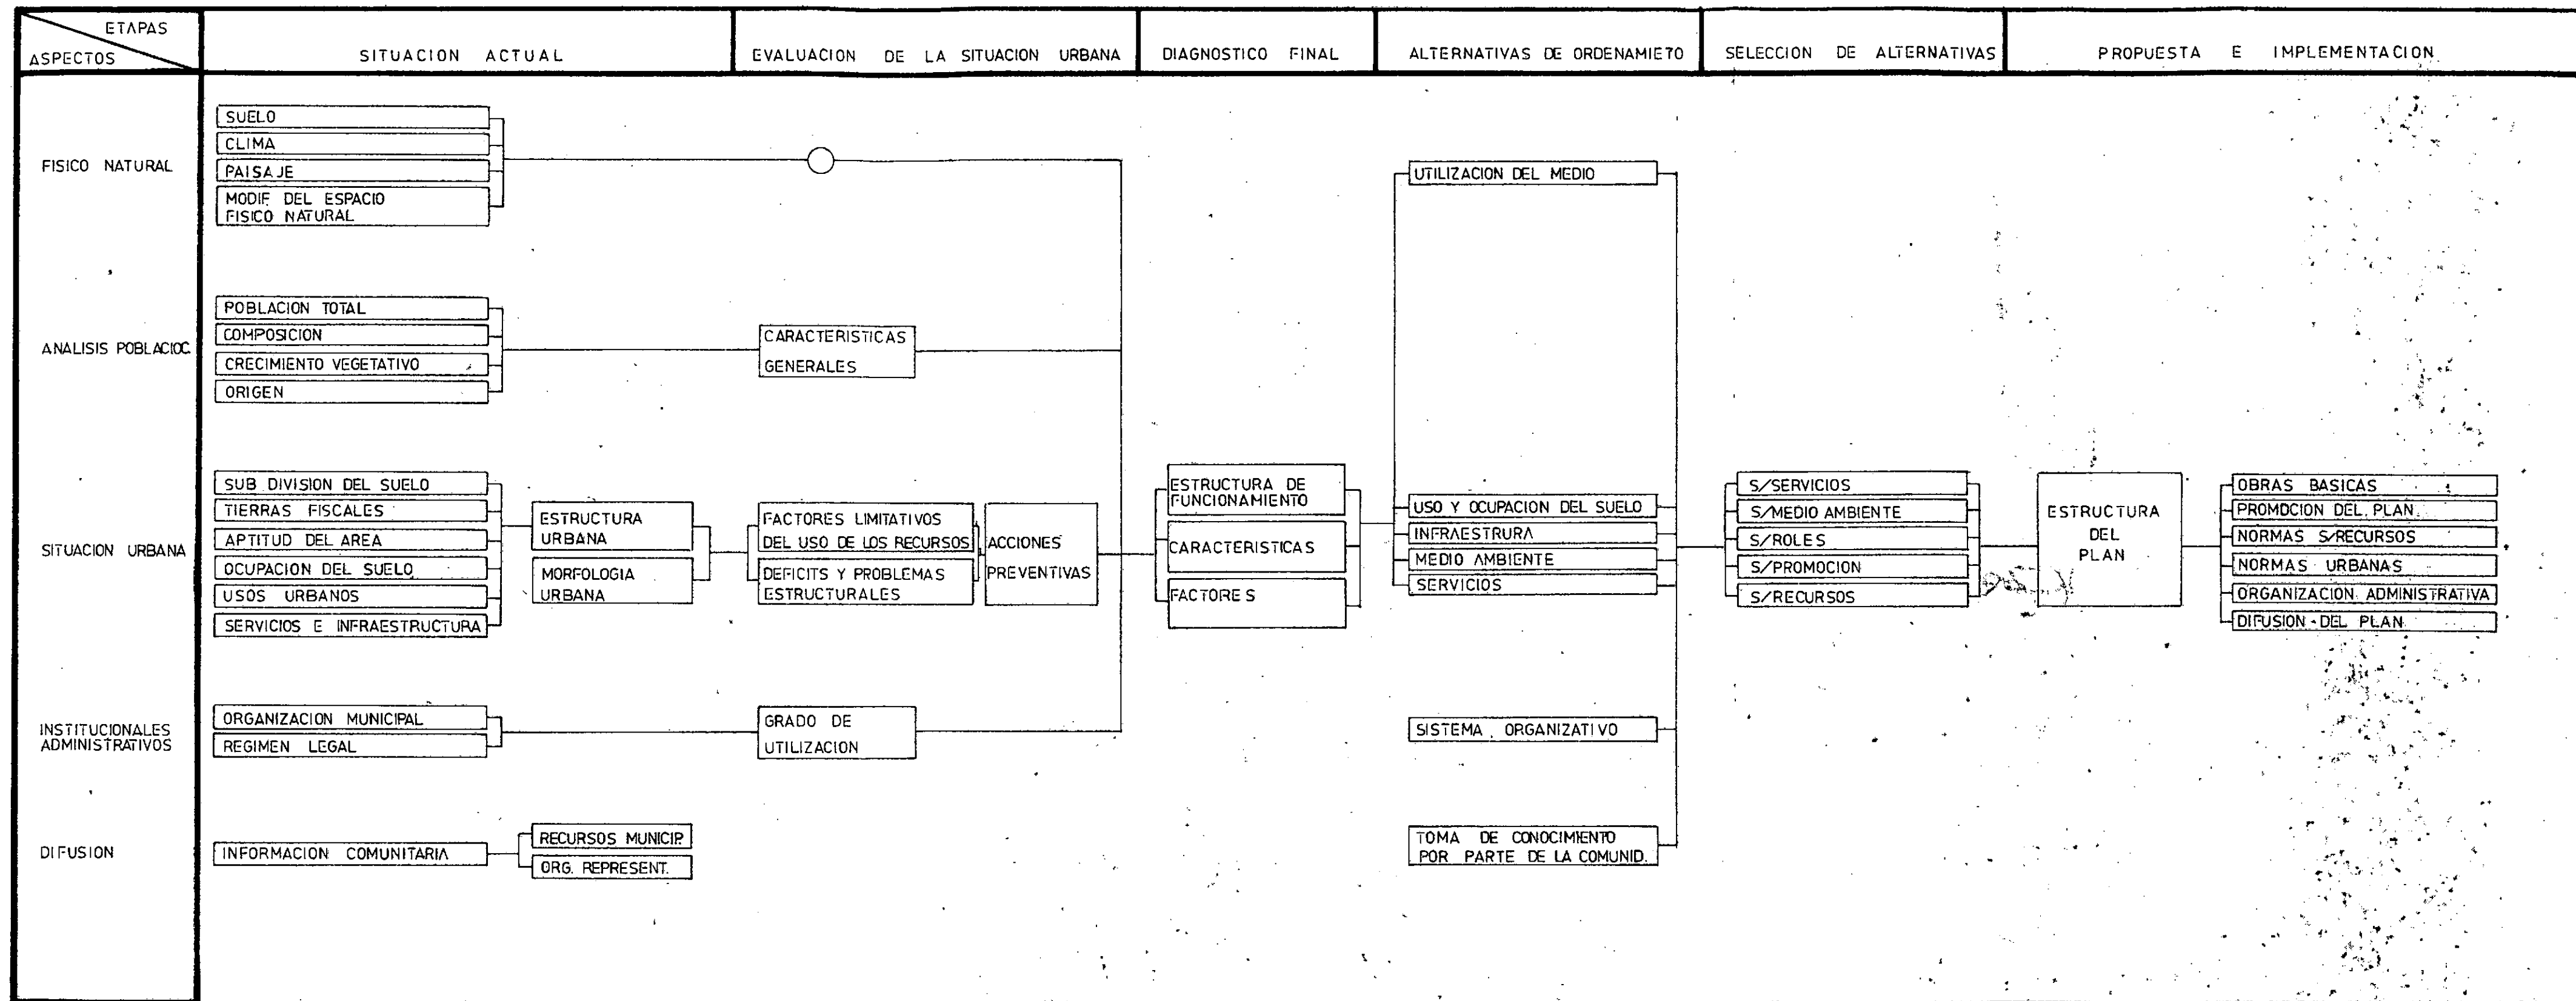 ETAPAS
ASPECTOS
SITUACION ACTUAL
EVALUACION DE LA SITUACION URBANA
DIAGNOSTICO FINAL
ALTERNATIVAS DE ORDENAMIETO
SELECCION DE ALTERNATIVAS
PROPUESTA E IMPLEMENTACION
FISICO NATURAL
SUELO
CLIMA
PAISAJE
MODIF. DEL ESPACIO
FISICO NATURAL
UTILIZACION DEL MEDIO
ANALISIS POBLACIOC.
POBLACION TOTAL
COMPOSICION
CRECIMIENTO VEGETATIVO
ORIGEN
CARACTERISTICAS
GENERALES
SITUACION URBANA
SUB DIVISION DEL SUELO
TIERRAS FISCALES
APTITUD DEL AREA
OCUPACION DEL SUELO
USOS URBANOS
SERVICIOS E INFRAESTRUCTURA
ESTRUCTURA
URBANA
MORFOLOGIA
URBANA
FACTORES LIMITATIVOS
DEL USO DE LOS RECURSOS
DEFICITS Y PROBLEMAS
ESTRUCTURALES
ACCIONES
PREVENTIVAS
ESTRUCTURA DE
FUNCIONAMIENTO
CARACTERISTICAS
FACTORES
USO Y OCUPACION DEL SUELO
INFRAESTRURA
MEDIO AMBIENTE
SERVICIOS
S/SERVICIOS
S/MEDIO AMBIENTE
S/ROLES
S/PROMOCION
S/RECURSOS
ESTRUCTURA
DEL
PLAN
OBRAS BASICAS
PROMOCION DEL PLAN
NORMAS S/RECURSOS
NORMAS URBANAS
ORGANIZACION ADMINISTRATIVA
DIFUSION DEL PLAN
INSTITUCIONALES
ADMINISTRATIVOS
ORGANIZACION MUNICIPAL
REGIMEN LEGAL
GRADO DE
UTILIZACION
SISTEMA ORGANIZATIVO
DIFUSION
INFORMACION COMUNITARIA
RECURSOS MUNICIP.
ORG. REPRESENT.
TOMA DE CONOCIMIENTO
POR PARTE DE LA COMUNID.